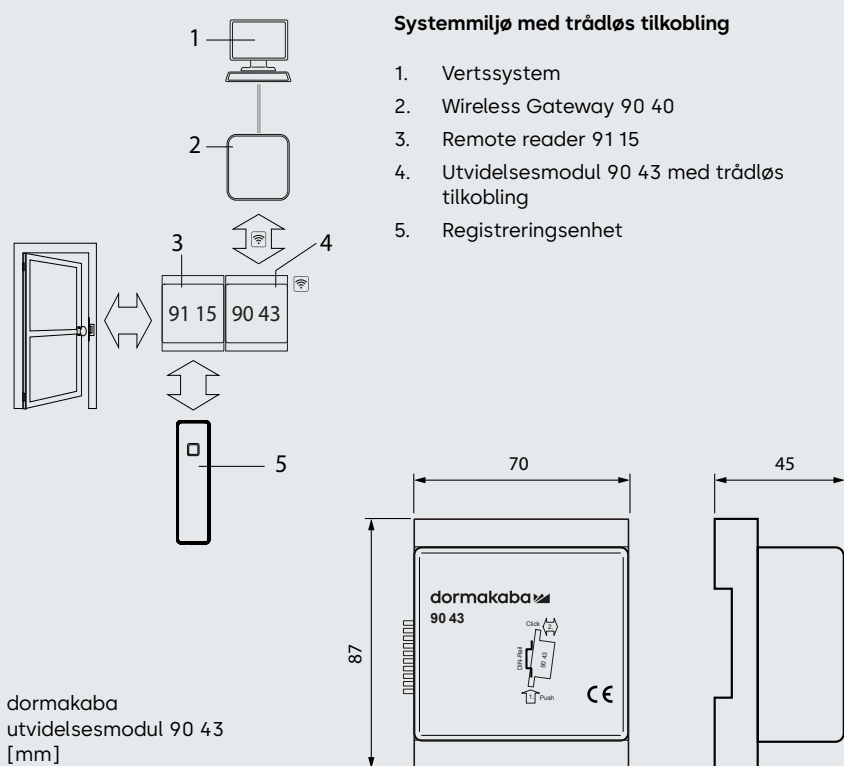 Systemmiljø med trådløs tilkobling
1. Vertssystem
2. Wireless Gateway 90 40
3. Remote reader 91 15
4. Utvidelsesmodul 90 43 med trådløs
tilkobling
5. Registreringsenhet
1
2
3
4
91 15
90 43
5
70
45
87
dormakaba
90 43
Click
2.
DIN-Rail
90 43
1.
Push
CE
dormakaba
utvidelsesmodul 90 43
[mm]